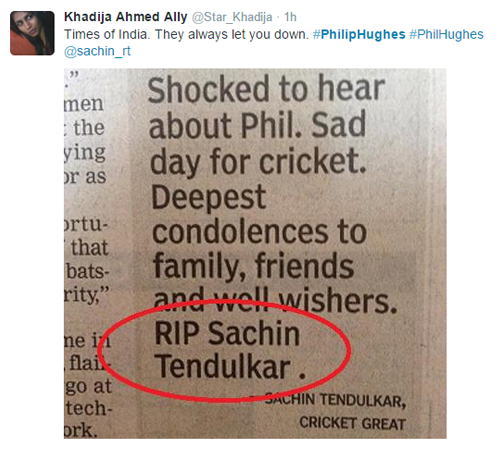 Khadija Ahmed Ally @Star_Khadija · 1h
Times of India. They always let you down. #PhilipHughes #PhilHughes
@sachin_rt
.”
men
the
ying
or as
ortu-
that
bats-
rity,”
me in
flai
go at
tech-
ork.
Shocked to hear
about Phil. Sad
day for cricket.
Deepest
condolences to
family, friends
and well wishers.
RIP Sachin
Tendulkar .
SACHIN TENDULKAR,
CRICKET GREAT